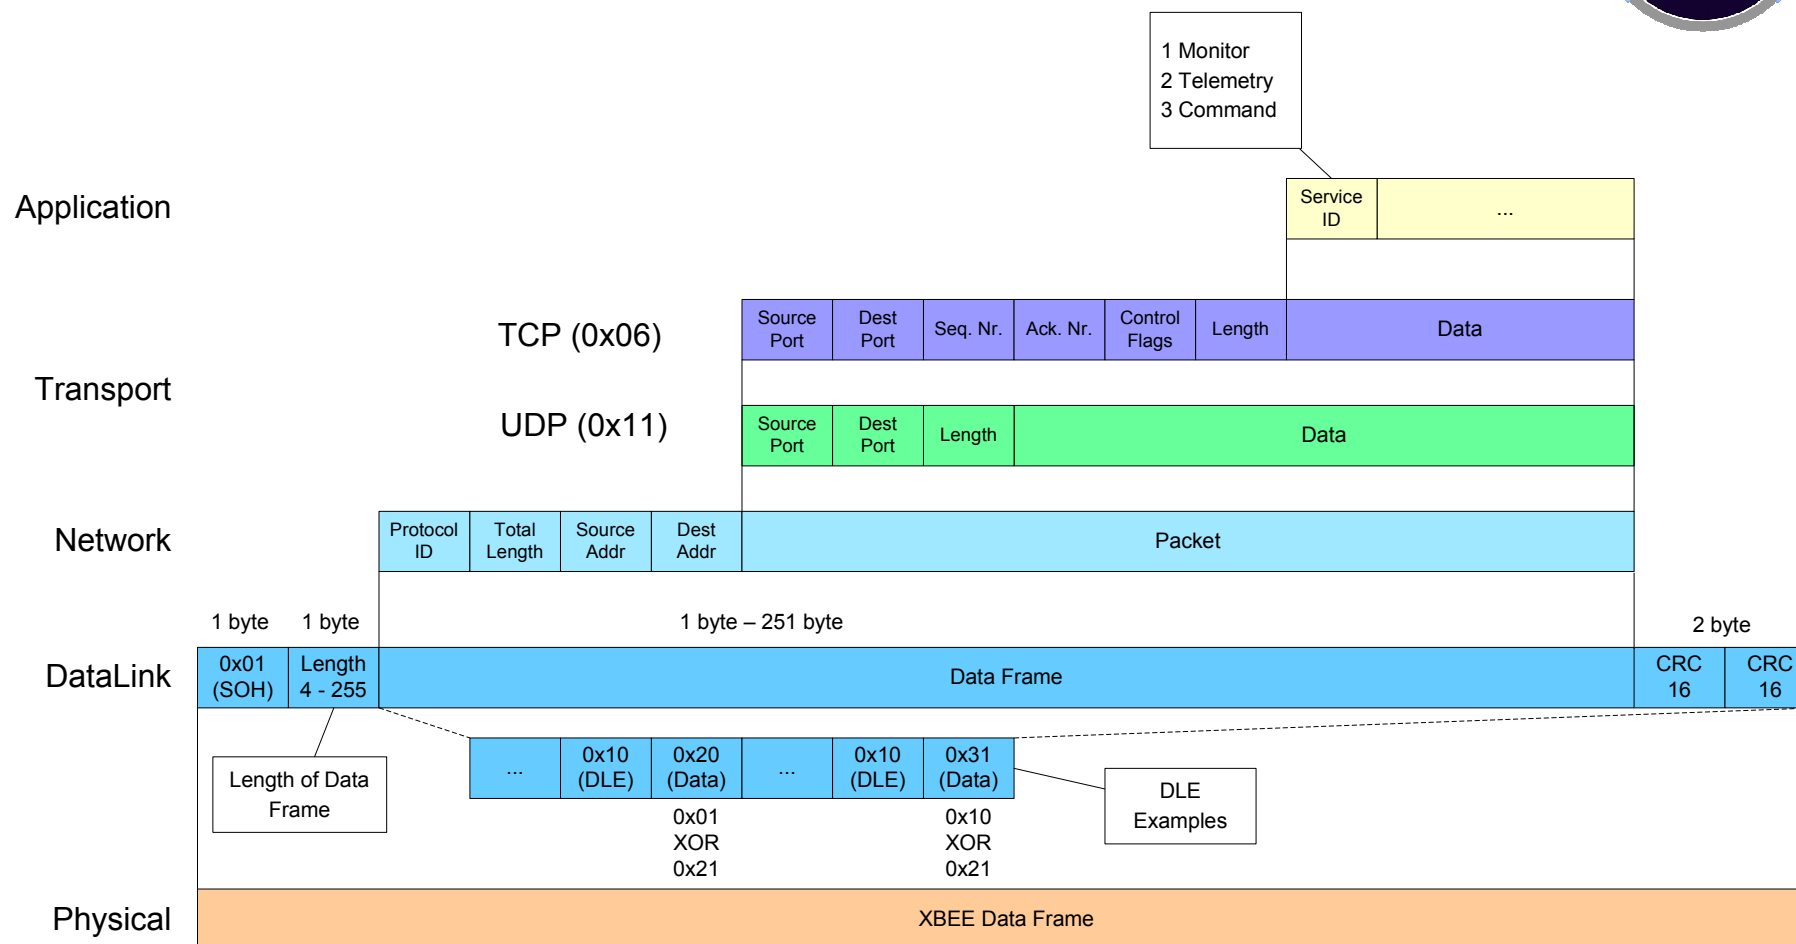 1 Monitor
2 Telemetry
3 Command
Application
Service
ID
...
TCP (0x06)
Source
Port
Dest
Port
Seq. Nr.
Ack. Nr.
Control
Flags
Length
Data
Transport
UDP (0x11)
Source
Port
Dest
Port
Length
Data
Network
Protocol
ID
Total
Length
Source
Addr
Dest
Addr
Packet
1 byte
1 byte
1 byte – 251 byte
2 byte
DataLink
0x01
(SOH)
Length
4 - 255
Data Frame
CRC
16
CRC
16
Length of Data
Frame
...
0x10
(DLE)
0x20
(Data)
...
0x10
(DLE)
0x31
(Data)
DLE
Examples
0x01
XOR
0x21
0x10
XOR
0x21
Physical
XBEE Data Frame